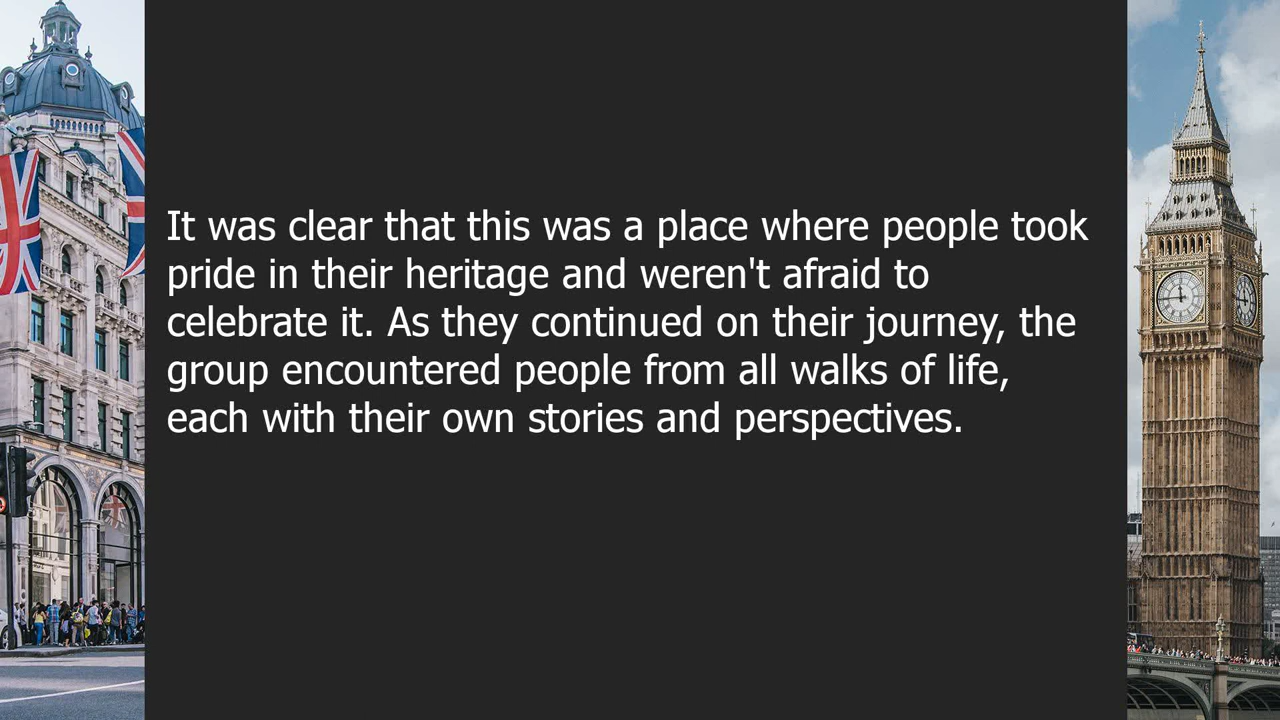 It was clear that this was a place where people took
pride in their heritage and weren't afraid to
celebrate it. As they continued on their journey, the
group encountered people from all walks of life,
each with their own stories and perspectives.